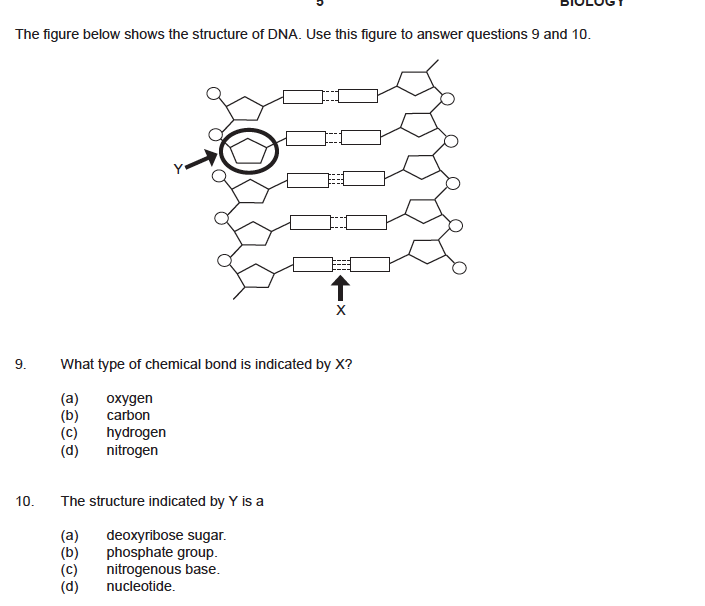 5 BIOLOGY
The figure below shows the structure of DNA. Use this figure to answer questions 9 and 10.
Y
X
9. What type of chemical bond is indicated by X?
(a) oxygen
(b) carbon
(c) hydrogen
(d) nitrogen
10. The structure indicated by Y is a
(a) deoxyribose sugar.
(b) phosphate group.
(c) nitrogenous base.
(d) nucleotide.